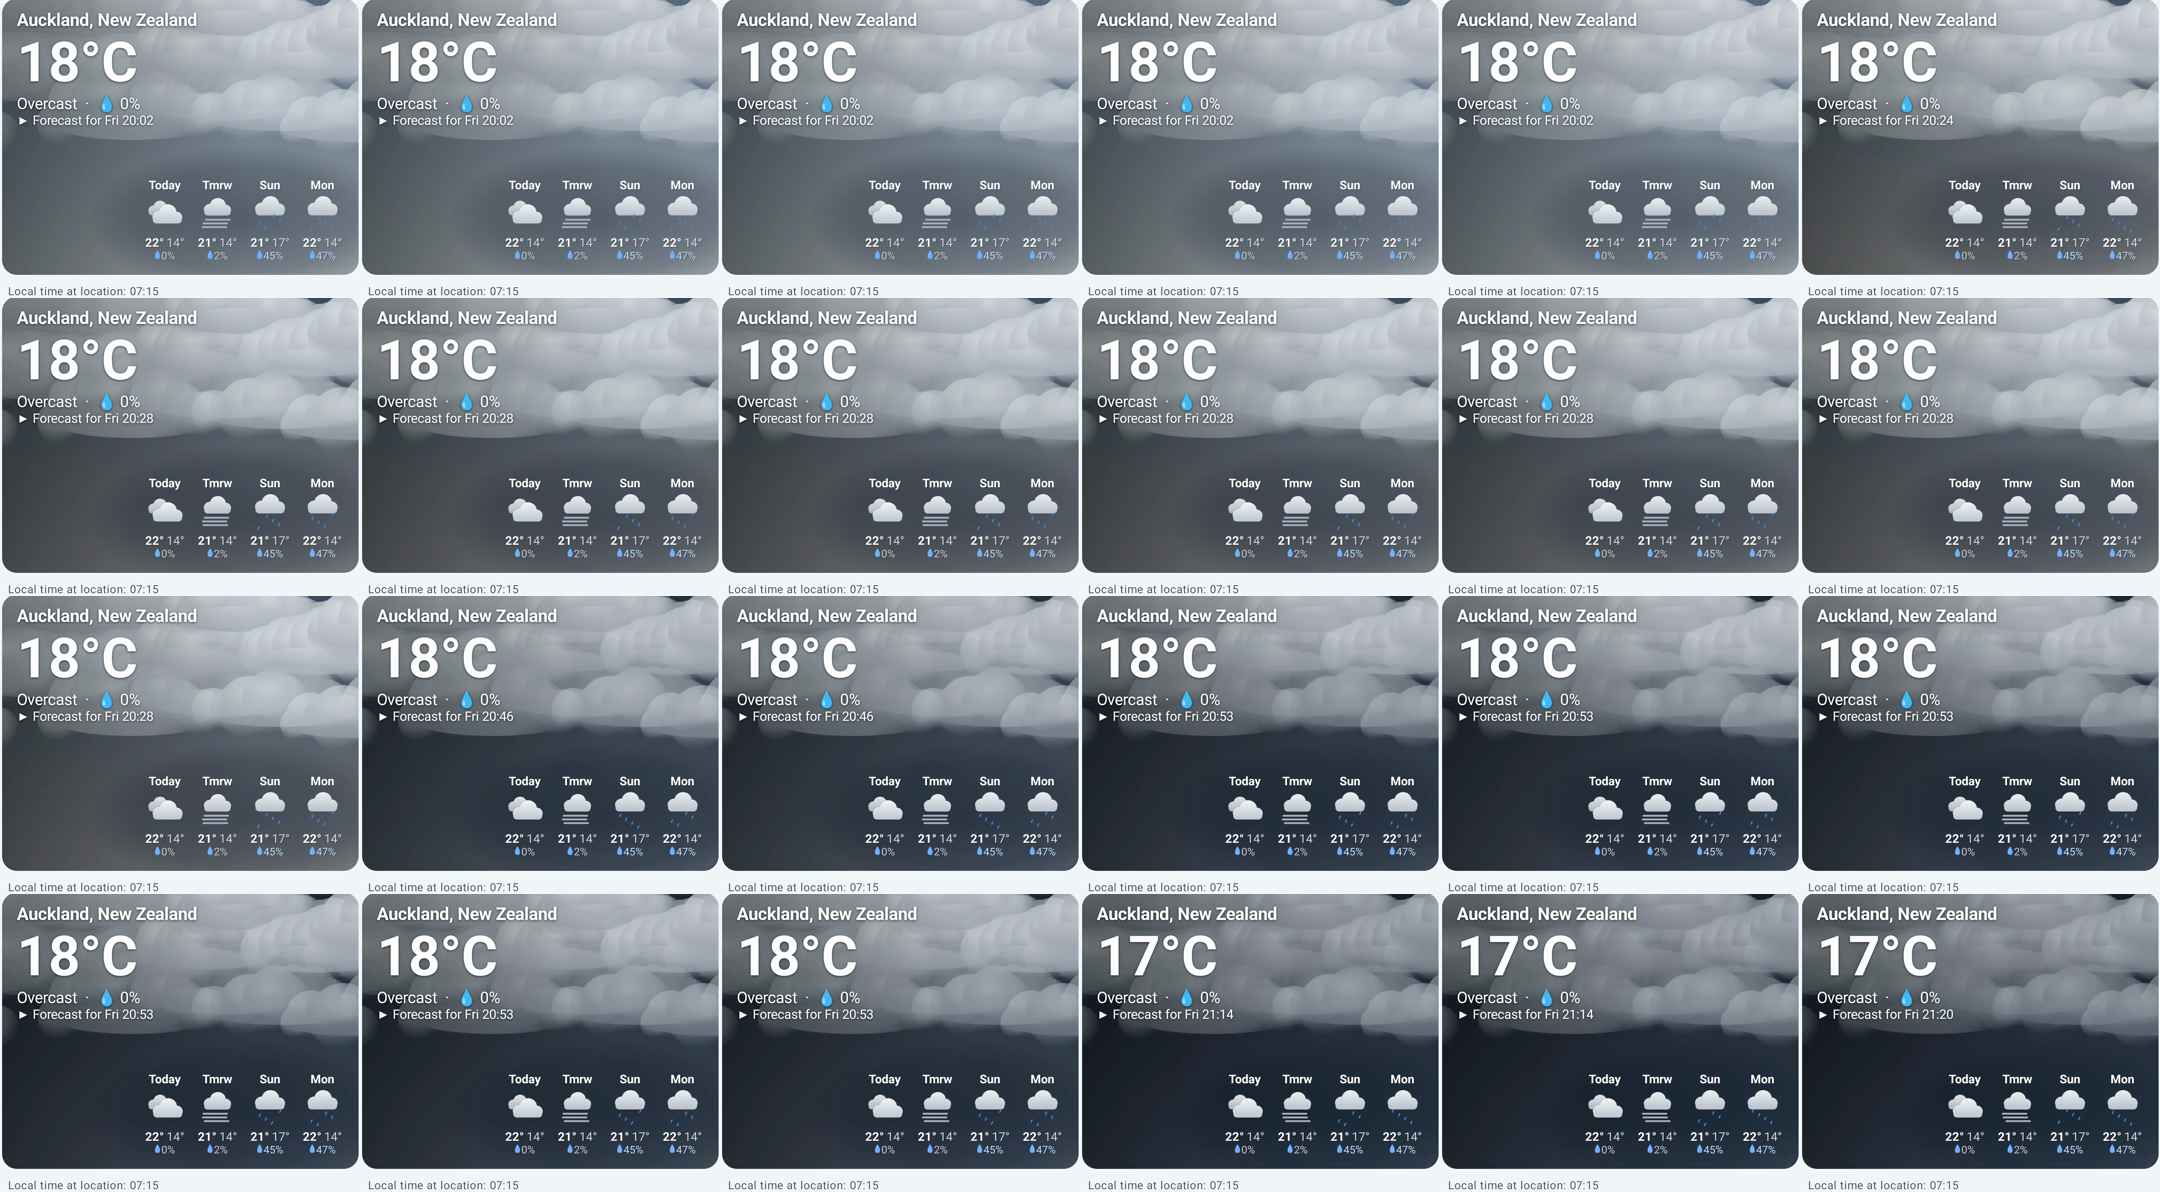 Auckland, New Zealand
18°C
Overcast · 0%
► Forecast for Fri 20:02
Today Tmrw Sun Mon
22° 14° 21° 14° 21° 17° 22° 14°
0% 2% 45% 47%
Local time at location: 07:15
Auckland, New Zealand
18°C
Overcast · 0%
► Forecast for Fri 20:02
Today Tmrw Sun Mon
22° 14° 21° 14° 21° 17° 22° 14°
0% 2% 45% 47%
Local time at location: 07:15
Auckland, New Zealand
18°C
Overcast · 0%
► Forecast for Fri 20:02
Today Tmrw Sun Mon
22° 14° 21° 14° 21° 17° 22° 14°
0% 2% 45% 47%
Local time at location: 07:15
Auckland, New Zealand
18°C
Overcast · 0%
► Forecast for Fri 20:02
Today Tmrw Sun Mon
22° 14° 21° 14° 21° 17° 22° 14°
0% 2% 45% 47%
Local time at location: 07:15
Auckland, New Zealand
18°C
Overcast · 0%
► Forecast for Fri 20:02
Today Tmrw Sun Mon
22° 14° 21° 14° 21° 17° 22° 14°
0% 2% 45% 47%
Local time at location: 07:15
Auckland, New Zealand
18°C
Overcast · 0%
► Forecast for Fri 20:24
Today Tmrw Sun Mon
22° 14° 21° 14° 21° 17° 22° 14°
0% 2% 45% 47%
Local time at location: 07:15
Auckland, New Zealand
18°C
Overcast · 0%
► Forecast for Fri 20:28
Today Tmrw Sun Mon
22° 14° 21° 14° 21° 17° 22° 14°
0% 2% 45% 47%
Local time at location: 07:15
Auckland, New Zealand
18°C
Overcast · 0%
► Forecast for Fri 20:28
Today Tmrw Sun Mon
22° 14° 21° 14° 21° 17° 22° 14°
0% 2% 45% 47%
Local time at location: 07:15
Auckland, New Zealand
18°C
Overcast · 0%
► Forecast for Fri 20:28
Today Tmrw Sun Mon
22° 14° 21° 14° 21° 17° 22° 14°
0% 2% 45% 47%
Local time at location: 07:15
Auckland, New Zealand
18°C
Overcast · 0%
► Forecast for Fri 20:28
Today Tmrw Sun Mon
22° 14° 21° 14° 21° 17° 22° 14°
0% 2% 45% 47%
Local time at location: 07:15
Auckland, New Zealand
18°C
Overcast · 0%
► Forecast for Fri 20:28
Today Tmrw Sun Mon
22° 14° 21° 14° 21° 17° 22° 14°
0% 2% 45% 47%
Local time at location: 07:15
Auckland, New Zealand
18°C
Overcast · 0%
► Forecast for Fri 20:28
Today Tmrw Sun Mon
22° 14° 21° 14° 21° 17° 22° 14°
0% 2% 45% 47%
Local time at location: 07:15
Auckland, New Zealand
18°C
Overcast · 0%
► Forecast for Fri 20:28
Today Tmrw Sun Mon
22° 14° 21° 14° 21° 17° 22° 14°
0% 2% 45% 47%
Local time at location: 07:15
Auckland, New Zealand
18°C
Overcast · 0%
► Forecast for Fri 20:46
Today Tmrw Sun Mon
22° 14° 21° 14° 21° 17° 22° 14°
0% 2% 45% 47%
Local time at location: 07:15
Auckland, New Zealand
18°C
Overcast · 0%
► Forecast for Fri 20:46
Today Tmrw Sun Mon
22° 14° 21° 14° 21° 17° 22° 14°
0% 2% 45% 47%
Local time at location: 07:15
Auckland, New Zealand
18°C
Overcast · 0%
► Forecast for Fri 20:53
Today Tmrw Sun Mon
22° 14° 21° 14° 21° 17° 22° 14°
0% 2% 45% 47%
Local time at location: 07:15
Auckland, New Zealand
18°C
Overcast · 0%
► Forecast for Fri 20:53
Today Tmrw Sun Mon
22° 14° 21° 14° 21° 17° 22° 14°
0% 2% 45% 47%
Local time at location: 07:15
Auckland, New Zealand
18°C
Overcast · 0%
► Forecast for Fri 20:53
Today Tmrw Sun Mon
22° 14° 21° 14° 21° 17° 22° 14°
0% 2% 45% 47%
Local time at location: 07:15
Auckland, New Zealand
18°C
Overcast · 0%
► Forecast for Fri 20:53
Today Tmrw Sun Mon
22° 14° 21° 14° 21° 17° 22° 14°
0% 2% 45% 47%
Local time at location: 07:15
Auckland, New Zealand
18°C
Overcast · 0%
► Forecast for Fri 20:53
Today Tmrw Sun Mon
22° 14° 21° 14° 21° 17° 22° 14°
0% 2% 45% 47%
Local time at location: 07:15
Auckland, New Zealand
18°C
Overcast · 0%
► Forecast for Fri 20:53
Today Tmrw Sun Mon
22° 14° 21° 14° 21° 17° 22° 14°
0% 2% 45% 47%
Local time at location: 07:15
Auckland, New Zealand
17°C
Overcast · 0%
► Forecast for Fri 21:14
Today Tmrw Sun Mon
22° 14° 21° 14° 21° 17° 22° 14°
0% 2% 45% 47%
Local time at location: 07:15
Auckland, New Zealand
17°C
Overcast · 0%
► Forecast for Fri 21:14
Today Tmrw Sun Mon
22° 14° 21° 14° 21° 17° 22° 14°
0% 2% 45% 47%
Local time at location: 07:15
Auckland, New Zealand
17°C
Overcast · 0%
► Forecast for Fri 21:20
Today Tmrw Sun Mon
22° 14° 21° 14° 21° 17° 22° 14°
0% 2% 45% 47%
Local time at location: 07:15